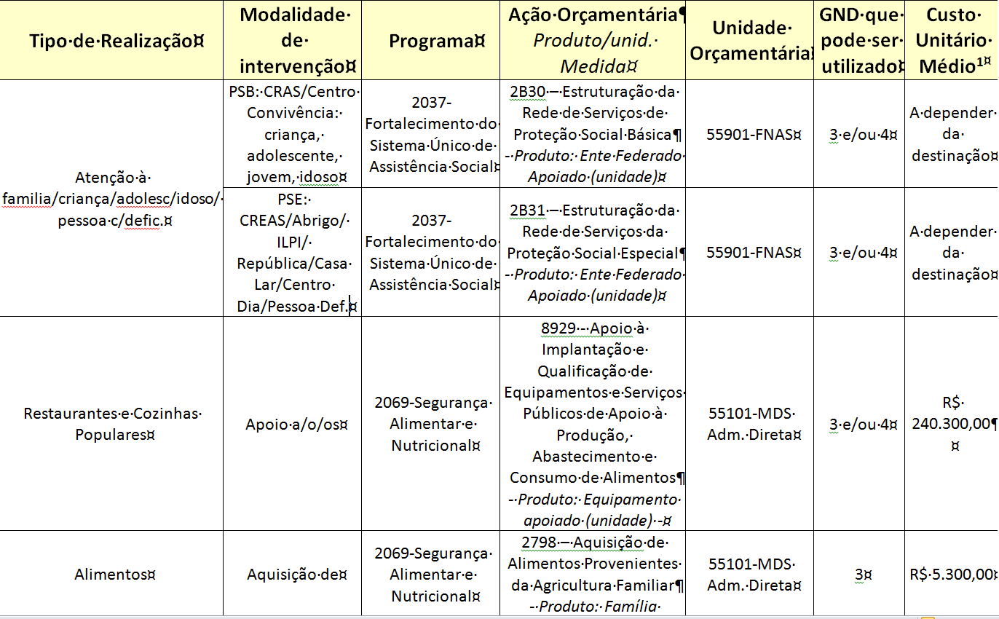 Tipo de Realização
Modalidade
de
intervenção
Programa
Ação Orçamentária
Produto/unid.
Medida
Unidade
Orçamentária
GND que
pode ser
utilizado
Custo
Unitário
Médio1
Atenção à
familia/criança/adolesc/idoso/
pessoa c/defic.
PSB: CRAS/Centro
Convivência:
criança,
adolescente,
jovem, idoso
2037-
Fortalecimento do
Sistema Único de
Assistência Social
2B30 – Estruturação da
Rede de Serviços de
Proteção Social Básica
- Produto: Ente Federado
Apoiado (unidade)
55901-FNAS
3 e/ou 4
A depender
da
destinação
PSE:
CREAS/Abrigo/
ILPI/
República/Casa
Lar/Centro
Dia/Pessoa Def.
2037-
Fortalecimento do
Sistema Único de
Assistência Social
2B31 – Estruturação da
Rede de Serviços da
Proteção Social Especial
- Produto: Ente Federado
Apoiado (unidade)
55901-FNAS
3 e/ou 4
A depender
da
destinação
Restaurantes e Cozinhas
Populares
Apoio a/o/os
2069-Segurança
Alimentar e
Nutricional
8929 - Apoio à
Implantação e
Qualificação de
Equipamentos e Serviços
Públicos de Apoio à
Produção,
Abastecimento e
Consumo de Alimentos
- Produto: Equipamento
apoiado (unidade) -
55101-MDS
Adm. Direta
3 e/ou 4
R$
240.300,00
Alimentos
Aquisição de
2069-Segurança
Alimentar e
Nutricional
2798 – Aquisição de
Alimentos Provenientes
da Agricultura Familiar
- Produto: Família
55101-MDS
Adm. Direta
3
R$ 5.300,00